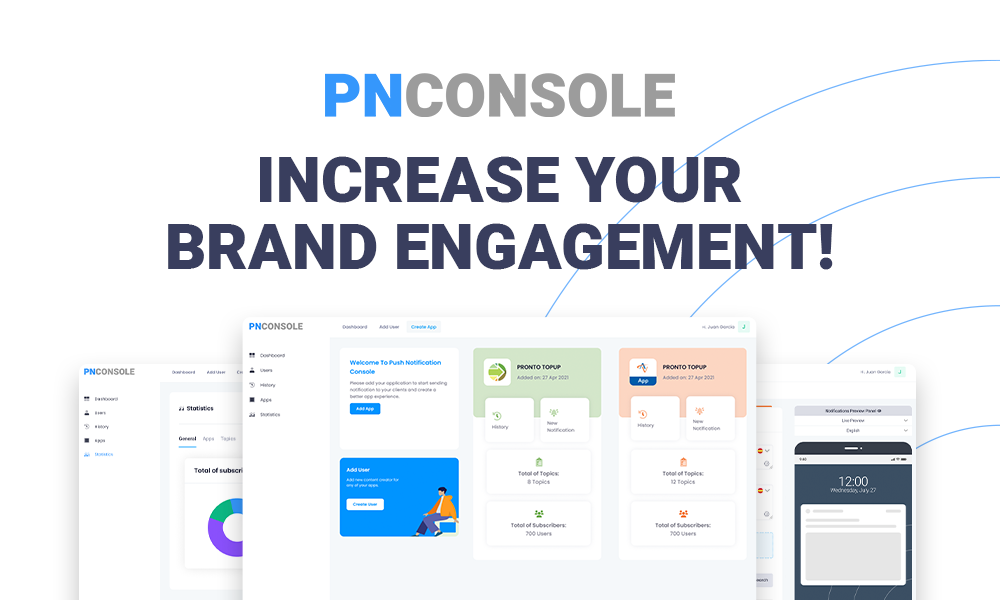 PNCONSOLE
INCREASE YOUR
BRAND ENGAGEMENT!
PNCONSOLE
Dashboard Add User Create App
Hi, Juan García J
Dashboard
Users
History
Apps
Statistics
Welcome To Push Notification
Console
Please add your application to start sending
notification to your clients and create a
better app experience.
Add App
Add User
Add new content creator for
any of your apps.
Create User
PRONTO TOPUP
Added on: 27 Apr 2021
History
New
Notification
Total of Topics:
8 Topics
Total of Subscribers:
700 Users
App
PRONTO TOPUP
Added on: 27 Apr 2021
History
New
Notification
Total of Topics:
12 Topics
Total of Subscribers:
700 Users
PNCONSOLE
Dashboard Add User
Dashboard
Users
History
Apps
Statistics
Statistics
General Apps Topics
Total of subscri
Hi, Juan García J
Notifications Preview Panel
Live Preview
English
12:00
Wednesday, July 27